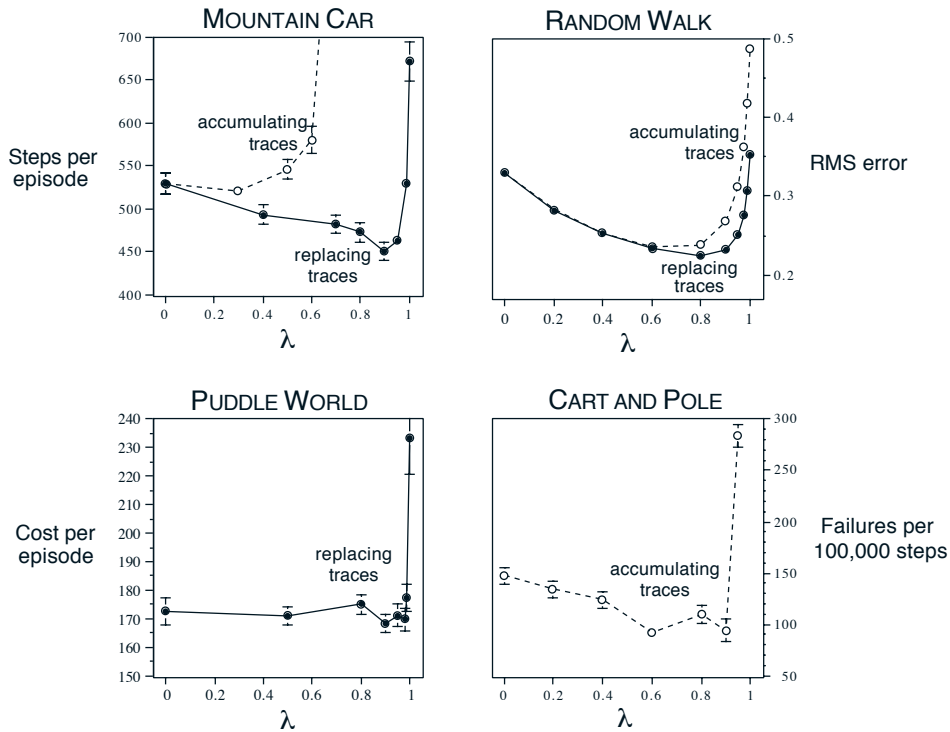 MOUNTAIN CAR
700
650
600
550
500
450
400
Steps per
episode
accumulating
traces
replacing
traces
0
0.2
0.4
0.6
0.8
1
λ
RANDOM WALK
0.5
0.4
0.3
0.2
RMS error
accumulating
traces
replacing
traces
0
0.2
0.4
0.6
0.8
1
λ
PUDDLE WORLD
240
230
220
210
200
190
180
170
160
150
Cost per
episode
replacing
traces
0
0.2
0.4
0.6
0.8
1
λ
CART AND POLE
300
250
200
150
100
50
Failures per
100,000 steps
accumulating
traces
0
0.2
0.4
0.6
0.8
1
λ